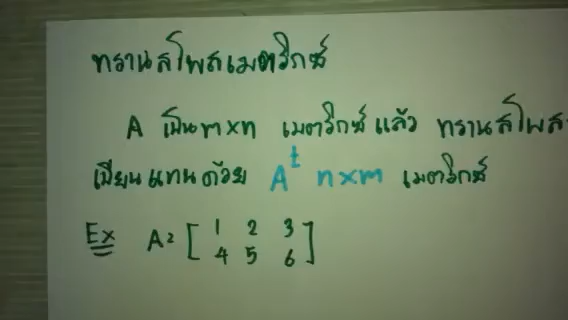 ทรานสโพสเมตริกซ์
A เป็น m×n เมตริกซ์ แล้ว ทรานสโพส
เขียนแทนด้วย Aᵗ n×m เมตริกซ์
Ex A = [ 1 2 3
4 5 6 ]